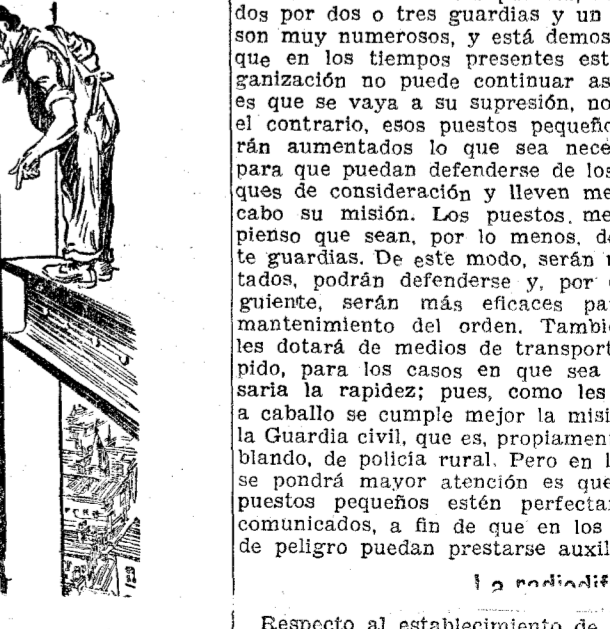 dos por dos o tres guardias y un
son muy numerosos, y está demos
que en los tiempos presentes est
ganización no puede continuar as
es que se vaya a su supresión, no
el contrario, esos puestos pequeño
rán aumentados lo que sea nece
para que puedan defenderse de los
ques de consideración y lleven me
cabo su misión. Los puestos, me
pienso que sean, por lo menos, d
te guardias. De este modo, serán
tados, podrán defenderse y, por
guiente, serán más eficaces pa
mantenimiento del orden. Tambi
les dotará de medios de transport
pido, para los casos en que sea
saria la rapidez; pues, como les
a caballo se cumple mejor la misi
la Guardia civil, que es, propiamen
blando, de policía rural. Pero en l
se pondrá mayor atención es que
puestos pequeños estén perfecta
comunicados, a fin de que en los
de peligro puedan prestarse auxil
La radiodif
Respecto al establecimiento de